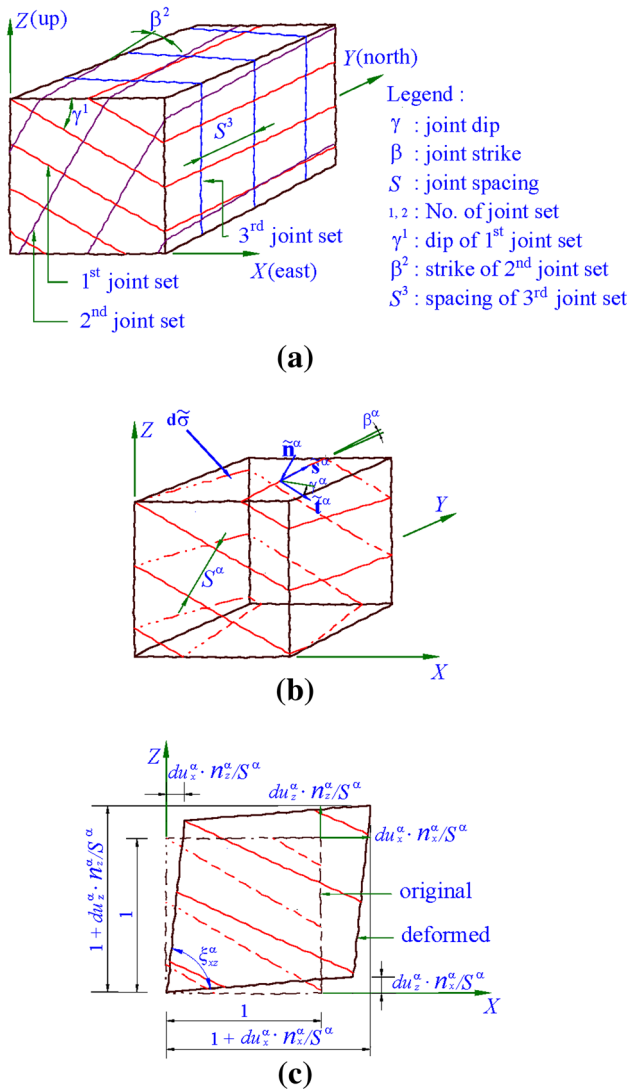 Z(up)
β²
Y(north)
γ¹
S³
3rd joint set
X(east)
1st joint set
2nd joint set
Legend :
γ : joint dip
β : joint strike
S : joint spacing
1, 2 : No. of joint set
γ¹ : dip of 1st joint set
β² : strike of 2nd joint set
S³ : spacing of 3rd joint set
(a)
Z
dσ̃
ñ^α
s^α
γ^α
t̃^α
β^α
Y
S^α
X
(b)
Z
du_x^α · n_z^α/S^α
du_z^α · n_z^α/S^α
du_x^α · n_x^α/S^α
1 + du_z^α · n_z^α/S^α
1
original
deformed
ξ_xz^α
du_z^α · n_x^α/S^α
X
1
1 + du_x^α · n_x^α/S^α
(c)